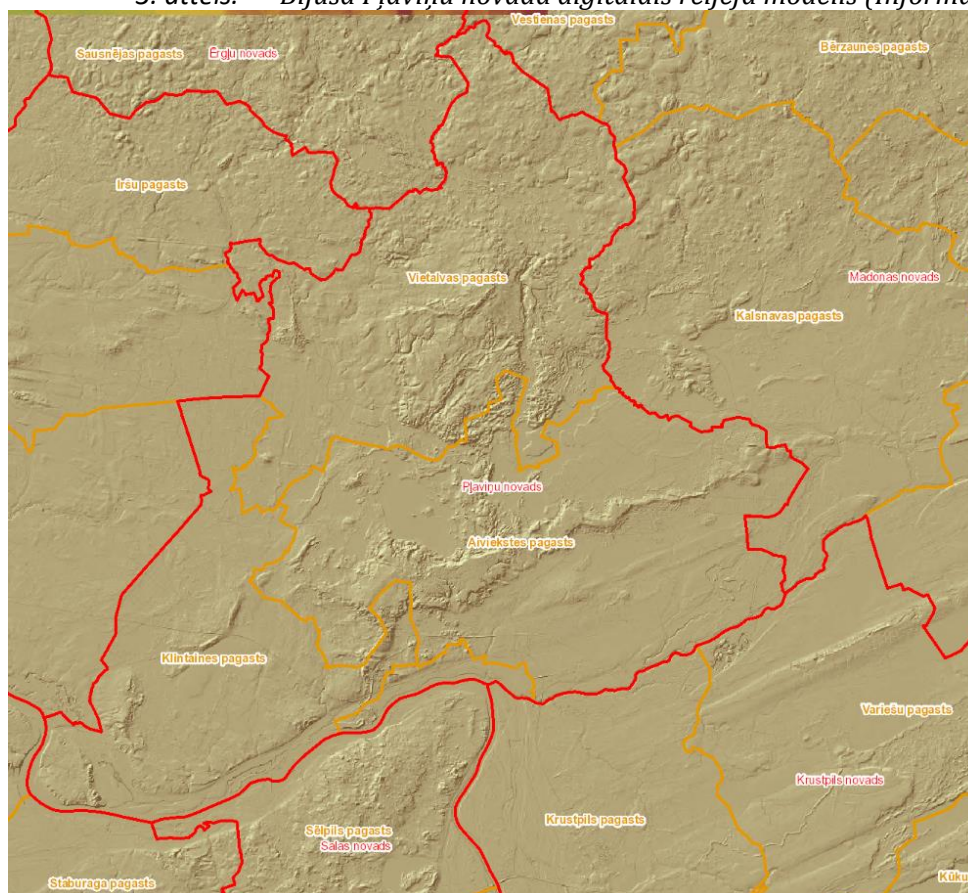 Bijušā Pļaviņu novada digitālais reljefa modelis
Vestienas pagasts
Sausnējas pagasts
Ērgļu novads
Bērzaunes pagasts
Iršu pagasts
Vietalvas pagasts
Madonas novads
Kalsnavas pagasts
Pļaviņu novads
Aiviekstes pagasts
Klintaines pagasts
Variešu pagasts
Krustpils novads
Krustpils pagasts
Sēlpils pagasts
Salas novads
Staburaga pagasts